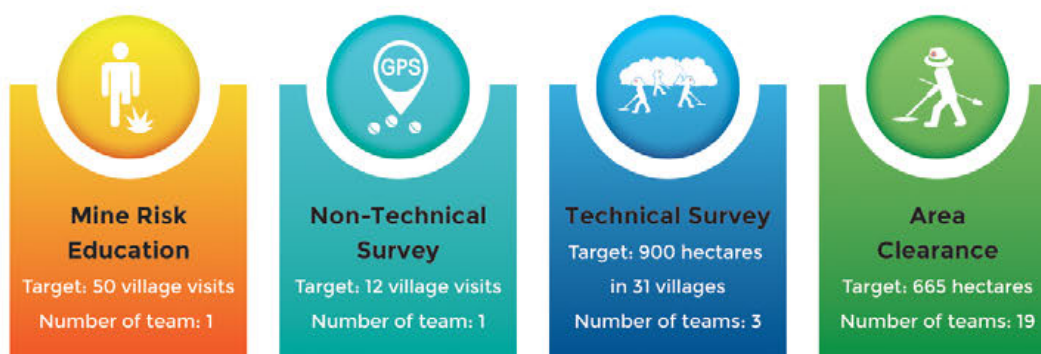 Mine Risk
Education
Target: 50 village visits
Number of team: 1
GPS
Non-Technical
Survey
Target: 12 village visits
Number of team: 1
Technical Survey
Target: 900 hectares
in 31 villages
Number of teams: 3
Area
Clearance
Target: 665 hectares
Number of teams: 19